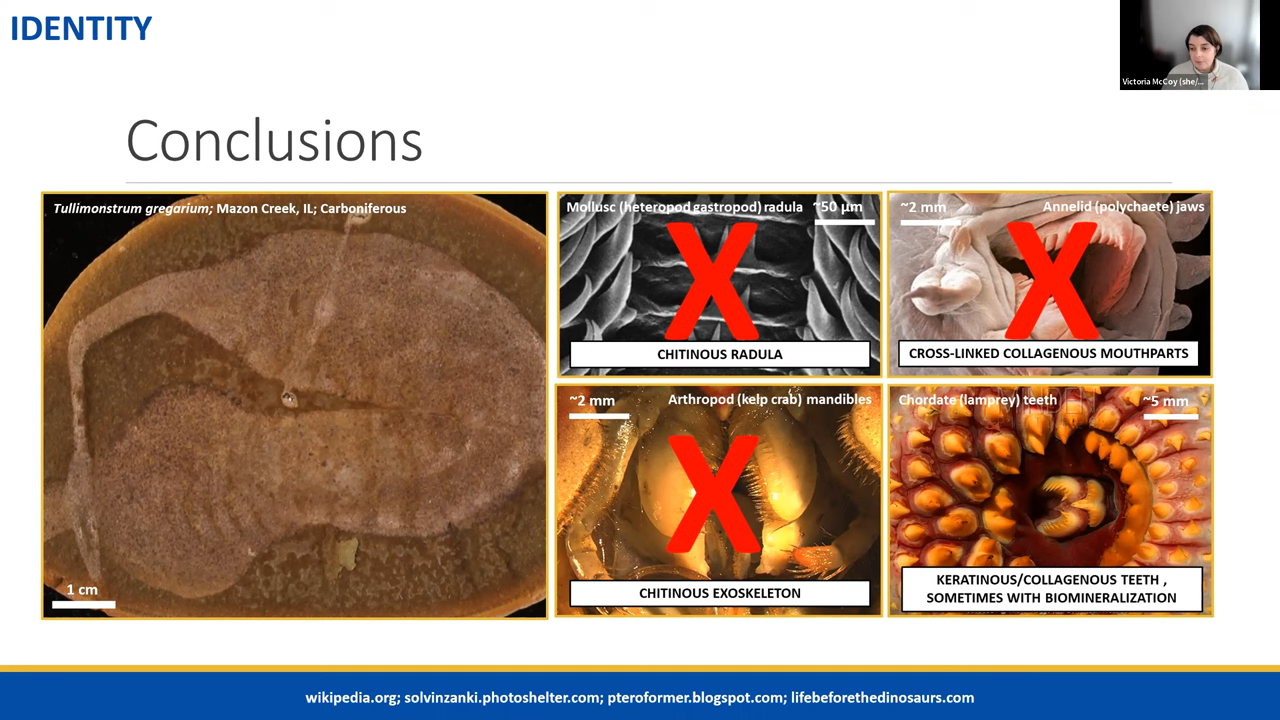 IDENTITY
Victoria McCoy (she/...
Conclusions
Tullimonstrum gregarium; Mazon Creek, IL; Carboniferous
1 cm
Mollusc (heteropod gastropod) radula
~50 µm
CHITINOUS RADULA
~2 mm
Annelid (polychaete) jaws
CROSS-LINKED COLLAGENOUS MOUTHPARTS
~2 mm
Arthropod (kelp crab) mandibles
CHITINOUS EXOSKELETON
Chordate (lamprey) teeth
~5 mm
KERATINOUS/COLLAGENOUS TEETH ,
SOMETIMES WITH BIOMINERALIZATION
wikipedia.org; solvinzanki.photoshelter.com; pteroformer.blogspot.com; lifebeforethedinosaurs.com